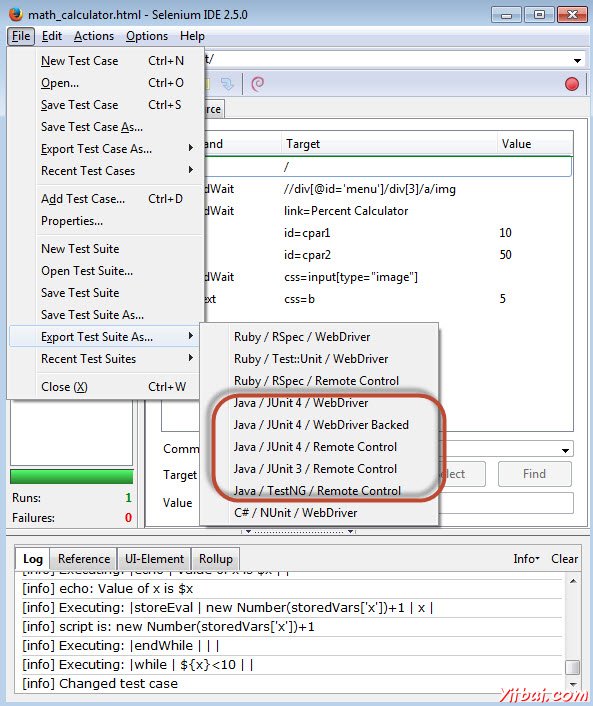 math_calculator.html - Selenium IDE 2.5.0
File Edit Actions Options Help
New Test Case Ctrl+N
Open... Ctrl+O
Save Test Case Ctrl+S
Save Test Case As...
Export Test Case As...
Recent Test Cases
Add Test Case... Ctrl+D
Properties...
New Test Suite
Open Test Suite...
Save Test Suite
Save Test Suite As...
Export Test Suite As...
Recent Test Suites
Close (X) Ctrl+W
t/
rce
and Target Value
/
dWait //div[@id='menu']/div[3]/a/img
dWait link=Percent Calculator
id=cpar1 10
id=cpar2 50
dWait css=input[type="image"]
ext css=b 5
Ruby / RSpec / WebDriver
Ruby / Test::Unit / WebDriver
Ruby / RSpec / Remote Control
Java / JUnit 4 / WebDriver
Java / JUnit 4 / WebDriver Backed
Java / JUnit 4 / Remote Control
Java / JUnit 3 / Remote Control
Java / TestNG / Remote Control
C# / NUnit / WebDriver
Comm
Target lect Find
Value
Runs: 1
Failures: 0
Log Reference UI-Element Rollup Info Clear
[info] Executing: |echo | Value of x is $x | |
[info] echo: Value of x is $x
[info] Executing: |storeEval | new Number(storedVars['x'])+1 | x |
[info] script is: new Number(storedVars['x'])+1
[info] Executing: |endWhile | | |
[info] Executing: |while | ${x}<10 | |
[info] Changed test case
Yiibai.com